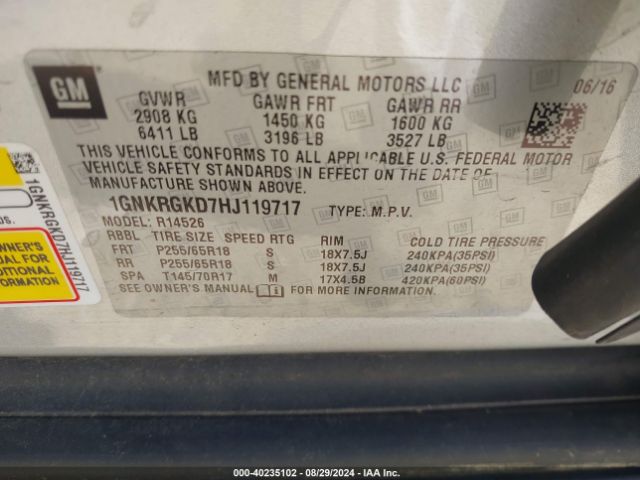 GM
MFD BY GENERAL MOTORS LLC
06/16
GVWR GAWR FRT GAWR RR
2908 KG 1450 KG 1600 KG
6411 LB 3196 LB 3527 LB
THIS VEHICLE CONFORMS TO ALL APPLICABLE U.S. FEDERAL MOTOR
VEHICLE SAFETY STANDARDS IN EFFECT ON THE DATE OF
MANUFACTURE SHOWN ABOVE.
1GNKRGKD7HJ119717 TYPE: M.P.V.
MODEL: R14526
RBBL TIRE SIZE SPEED RTG RIM COLD TIRE PRESSURE
FRT P255/65R18 S 18X7.5J 240KPA(35PSI)
RR P255/65R18 S 18X7.5J 240KPA(35PSI)
SPA T145/70R17 M 17X4.5B 420KPA(60PSI)
SEE OWNER'S MANUAL FOR MORE INFORMATION.
1GNKRGKD7HJ119717
OWNER'S
MANUAL FOR
ADDITIONAL
INFORMATION
000-40235102 - 08/29/2024 - IAAI.COM